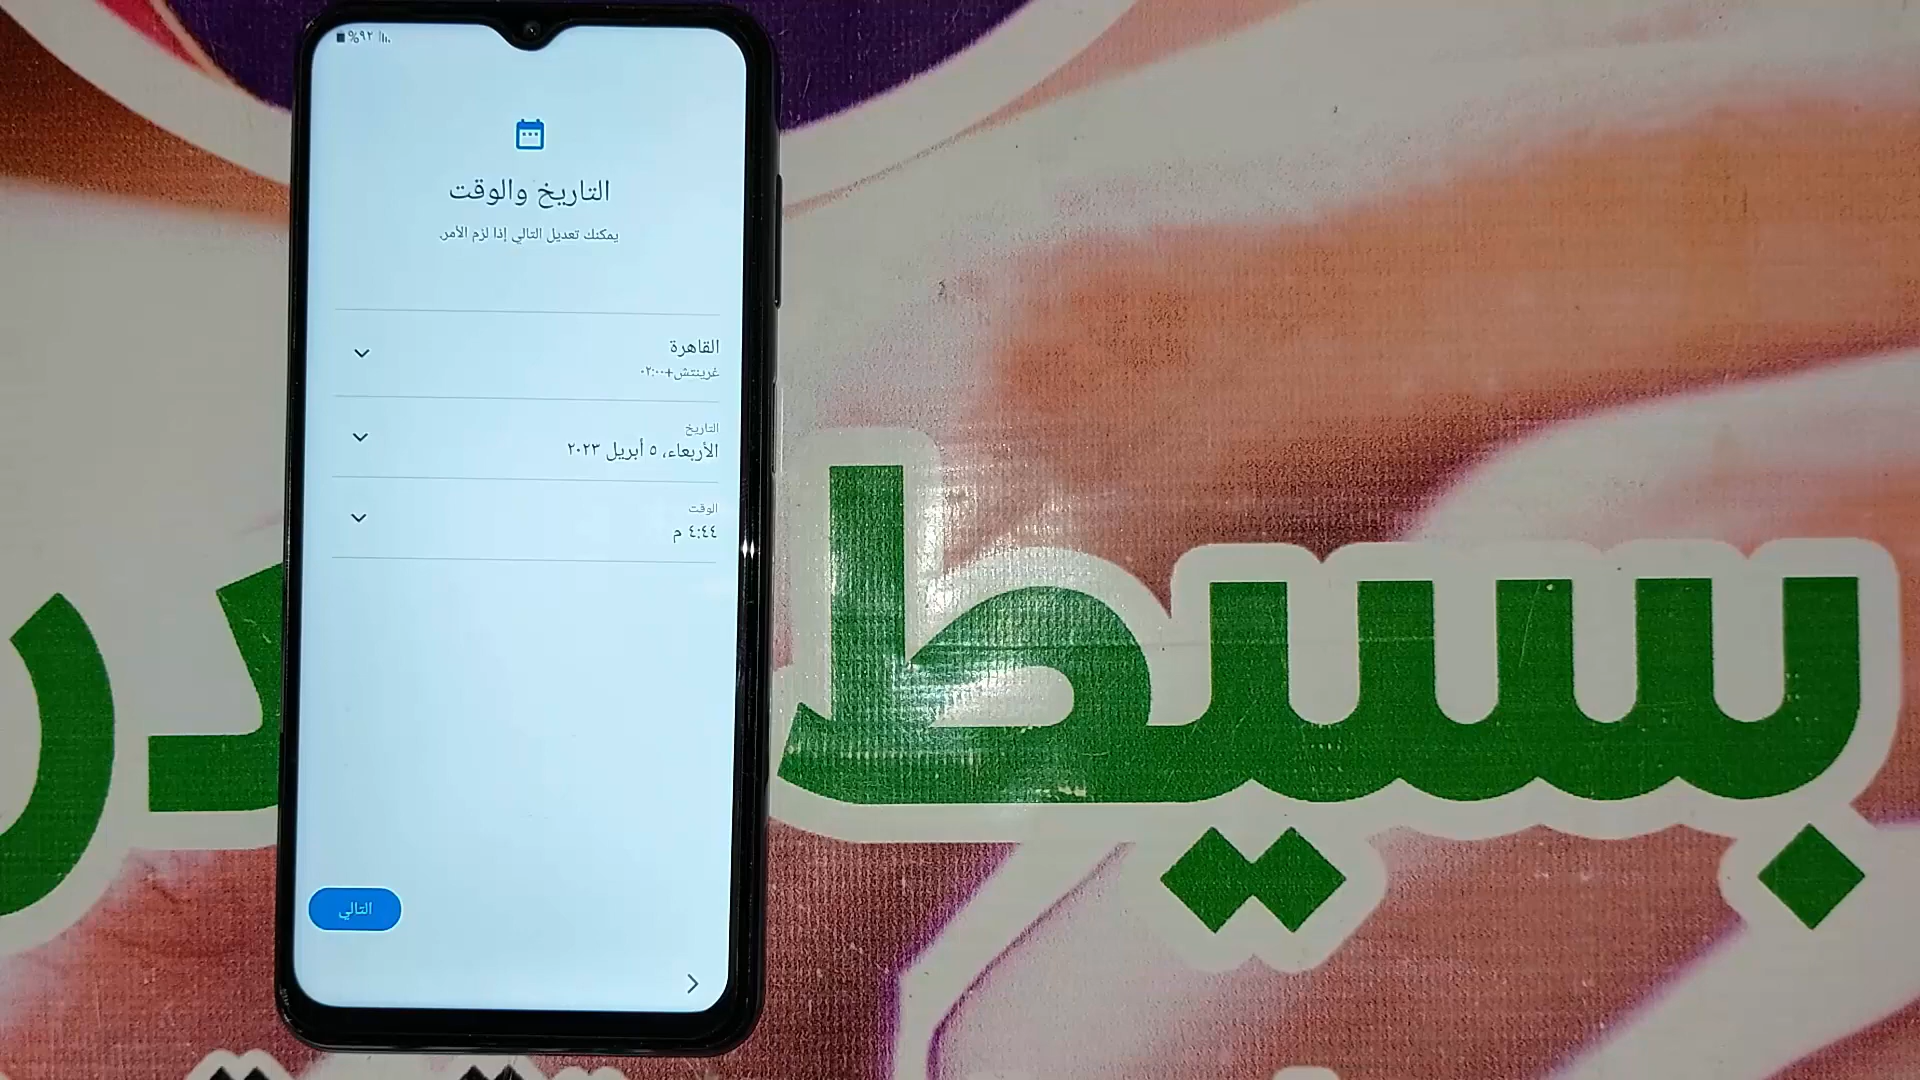 %٩٢
التاريخ والوقت
يمكنك تعديل التالي إذا لزم الأمر.
القاهرة
غرينتش+٠٢:٠٠
التاريخ
الأربعاء، ٥ أبريل ٢٠٢٣
الوقت
٤:٤٤ م
التالي
بسيط